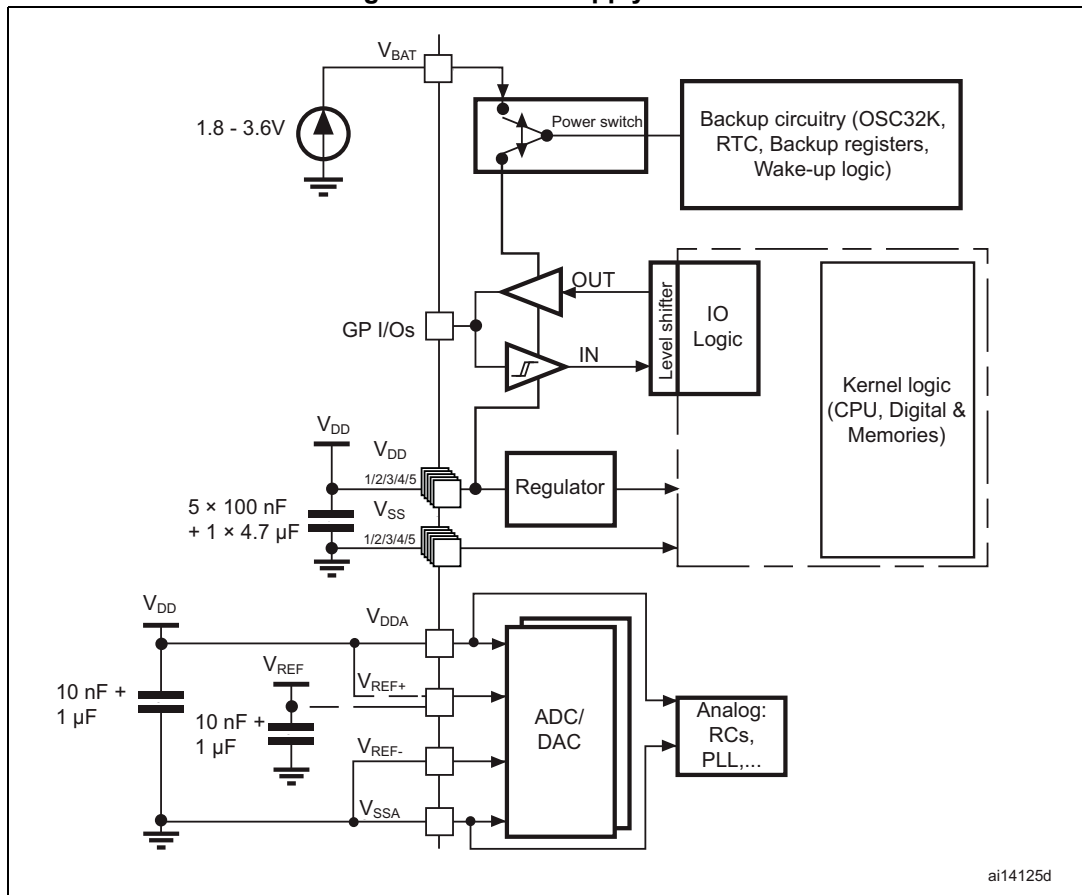 V_BAT
1.8 - 3.6V
Power switch
Backup circuitry (OSC32K,
RTC, Backup registers,
Wake-up logic)
OUT
GP I/Os
IN
Level shifter
IO
Logic
Kernel logic
(CPU, Digital &
Memories)
V_DD
V_DD
1/2/3/4/5
Regulator
5 × 100 nF
+ 1 × 4.7 µF
V_SS
1/2/3/4/5
V_DD
V_DDA
10 nF +
1 µF
V_REF
V_REF+
10 nF +
1 µF
V_REF-
V_SSA
ADC/
DAC
Analog:
RCs,
PLL,...
ai14125d